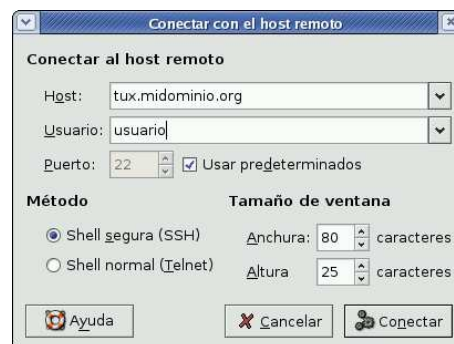 Conectar con el host remoto
Conectar al host remoto
Host: tux.midominio.org
Usuario: usuario
Puerto: 22 Usar predeterminados
Método Tamaño de ventana
Shell segura (SSH) Anchura: 80 caracteres
Shell normal (Telnet) Altura 25 caracteres
Ayuda Cancelar Conectar